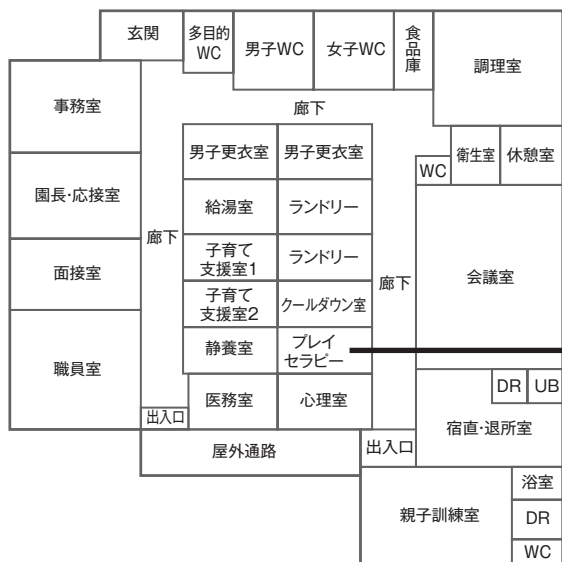 玄関
多目的
WC
男子WC
女子WC
食品庫
調理室
事務室
廊下
男子更衣室
男子更衣室
WC
衛生室
休憩室
園長・応接室
給湯室
ランドリー
廊下
子育て
支援室1
ランドリー
廊下
会議室
面接室
子育て
支援室2
クールダウン室
静養室
プレイ
セラピー
職員室
医務室
心理室
DR
UB
出入口
宿直・退所室
屋外通路
出入口
浴室
親子訓練室
DR
WC